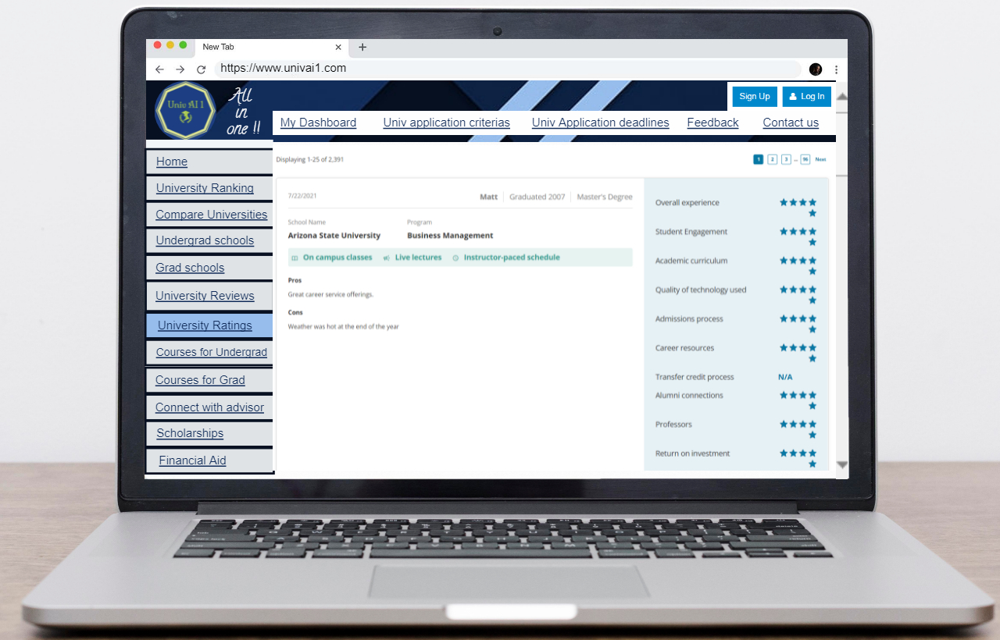 New Tab
https://www.univai1.com
Univ AI 1
All
in
one !!
Sign Up
Log In
My Dashboard
Univ application criterias
Univ Application deadlines
Feedback
Contact us
Home
University Ranking
Compare Universities
Undergrad schools
Grad schools
University Reviews
University Ratings
Courses for Undergrad
Courses for Grad
Connect with advisor
Scholarships
Financial Aid
Displaying 1-25 of 2,391
1 2 3 ... 96 Next
7/22/2021
Matt Graduated 2007 Master's Degree
School Name Program
Arizona State University Business Management
On campus classes Live lectures Instructor-paced schedule
Pros
Great career service offerings.
Cons
Weather was hot at the end of the year
Overall experience
Student Engagement
Academic curriculum
Quality of technology used
Admissions process
Career resources
Transfer credit process N/A
Alumni connections
Professors
Return on investment